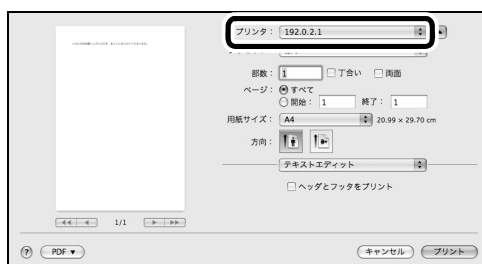 プリンタ： 192.0.2.1
部数： 1 丁合い 両面
ページ： すべて
開始： 1 終了： 1
用紙サイズ： A4 20.99 × 29.70 cm
方向：
テキストエディット
ヘッダとフッタをプリント
1/1
? PDF▼ キャンセル プリント